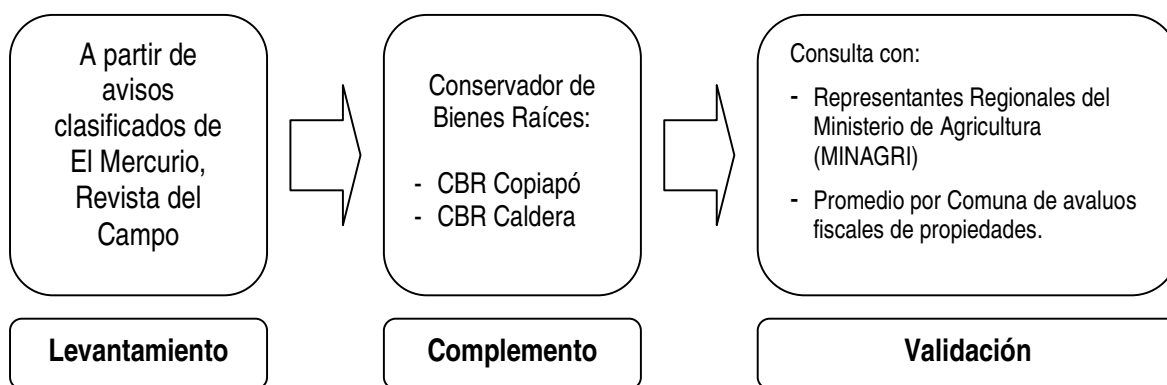 A partir de
avisos
clasificados de
El Mercurio,
Revista del
Campo
Conservador de
Bienes Raíces:
- CBR Copiapó
- CBR Caldera
Consulta con:
- Representantes Regionales del
Ministerio de Agricultura
(MINAGRI)
- Promedio por Comuna de avaluos
fiscales de propiedades.
Levantamiento
Complemento
Validación